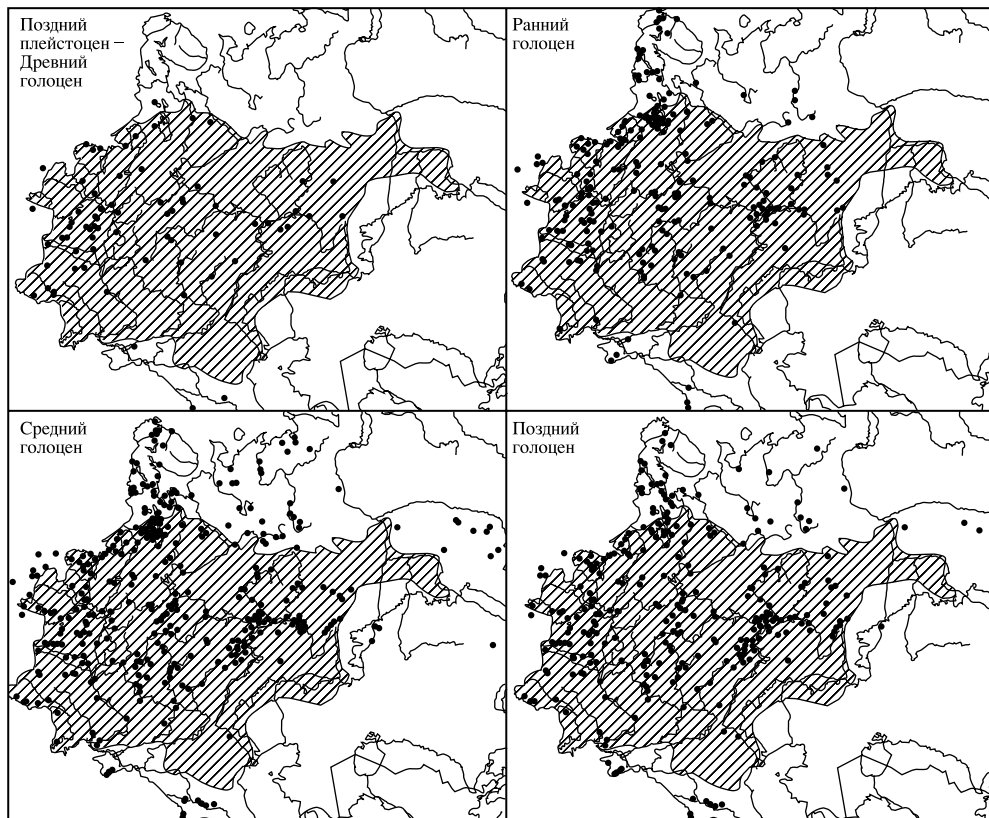 Поздний
плейстоцен –
Древний
голоцен
Ранний
голоцен
Средний
голоцен
Поздний
голоцен